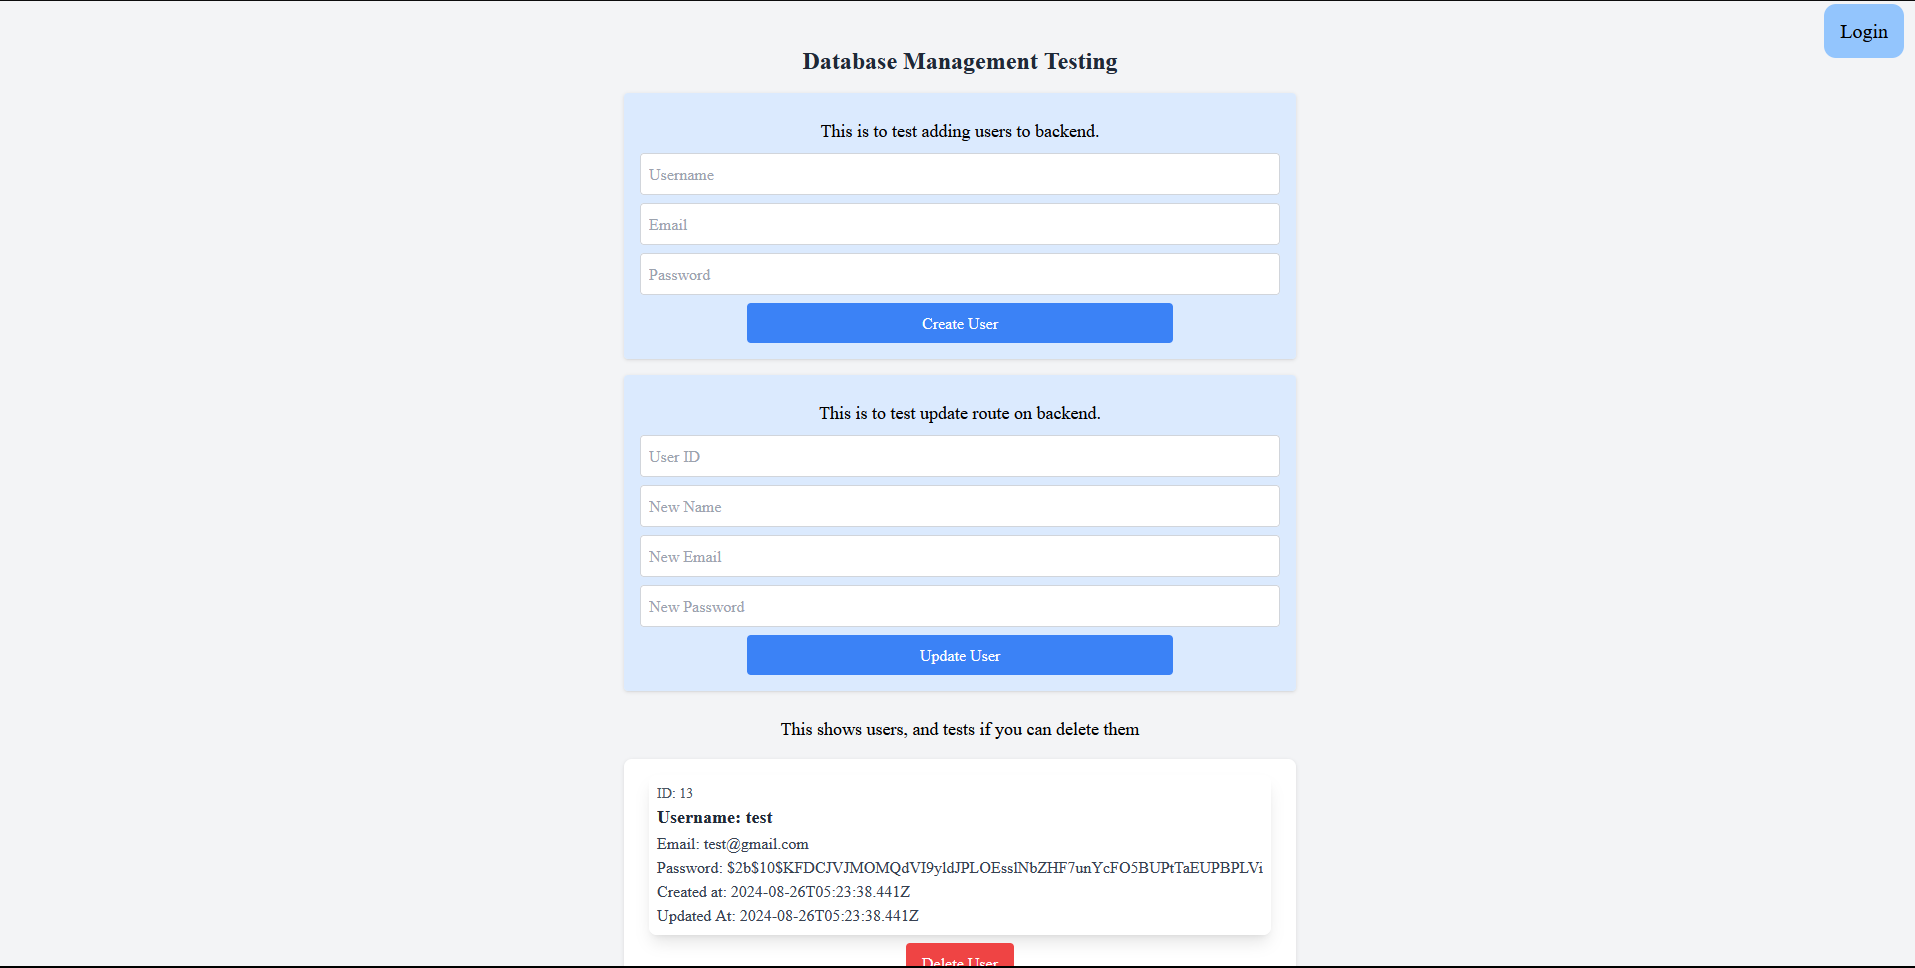 Login
Database Management Testing
This is to test adding users to backend.
Username
Email
Password
Create User
This is to test update route on backend.
User ID
New Name
New Email
New Password
Update User
This shows users, and tests if you can delete them
ID: 13
Username: test
Email: test@gmail.com
Password: $2b$10$KFDCJVJMOMQdVI9yldJPLOEsslNbZHF7unYcFO5BUPtTaEUPBPLVi
Created at: 2024-08-26T05:23:38.441Z
Updated At: 2024-08-26T05:23:38.441Z
Delete User